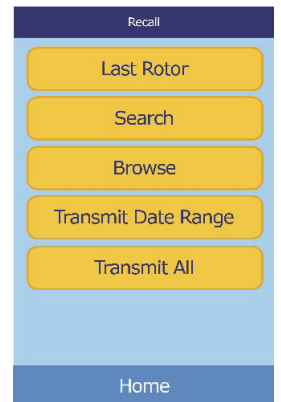 Recall
Last Rotor
Search
Browse
Transmit Date Range
Transmit All
Home